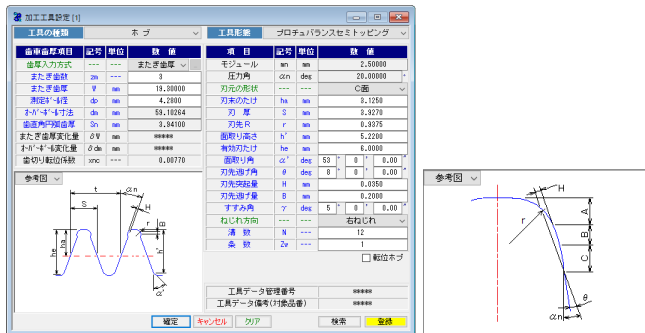 加工工具設定 [1]
工具の種類 ホブ 工具形態 プロチュバランスセミトッピング
歯車歯厚項目 記号 単位 数 値
歯厚入力方式 --- --- またぎ歯厚
またぎ歯数 zm --- 3
またぎ歯厚 W mm 19.30000
測定ボール径 dp mm 4.2800
オーバーボール寸法 dm mm 59.10264
歯直角円弧歯厚 Sn mm 3.94100
またぎ歯厚変化量 ∂W mm *****
オーバーボール変化量 ∂dm mm *****
歯切り転位係数 xnc --- 0.00770
項 目 記号 単位 数 値
モジュール mn mm 2.50000
圧力角 αn deg 20.00000 °
刃元の形状 --- --- C面
刃末のたけ ha mm 3.1250
刃 厚 S mm 3.9270
刃先R r mm 0.9375
面取り高さ h' mm 5.2200
有効刃たけ he mm 6.0000
面取り角 α' deg 53 ° 0 ' 0.00 "
刃先逃げ角 θ deg 8 ° 0 ' 0.00 "
刃先突起量 H mm 0.0350
刃先逃げ量 B mm 0.2000
すすみ角 γ deg 5 ° 0 ' 0.00 "
ねじれ方向 --- --- 右ねじれ
溝 数 N --- 12
条 数 Zw --- 1
転位ホブ
工具データ管理番号 *****
工具データ備考(対象品番) *****
参考図
t αn
S H
r B
he ha h'
α'
確定 キャンセル クリア 検索 登録
参考図
H
r
A
B
C
θ
αn